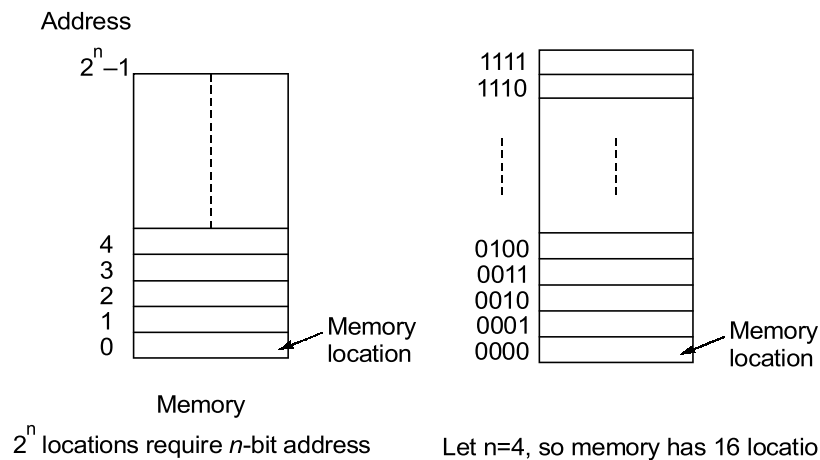 Address
2^n–1
4
3
2
1
0
Memory
location
Memory
2^n locations require n-bit address
1111
1110
0100
0011
0010
0001
0000
Memory
location
Let n=4, so memory has 16 locatio